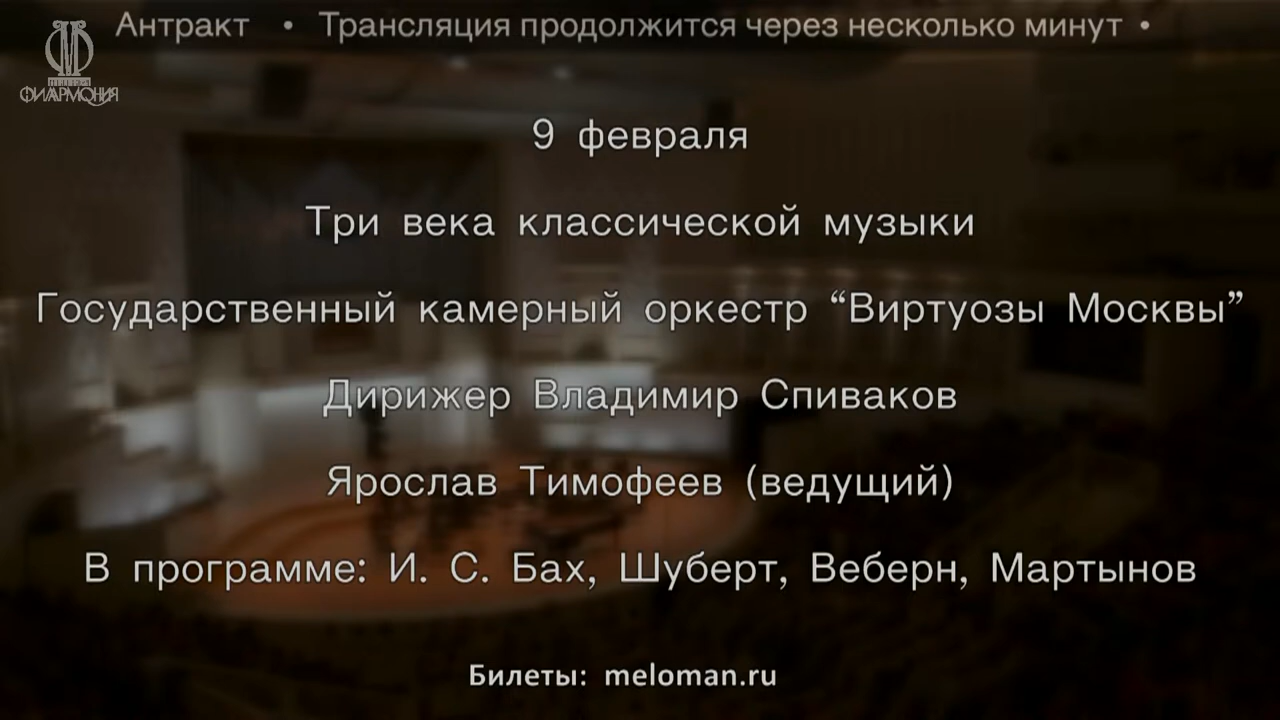 Антракт • Трансляция продолжится через несколько минут •
ФИЛАРМОНИЯ
9 февраля
Три века классической музыки
Государственный камерный оркестр “Виртуозы Москвы”
Дирижер Владимир Спиваков
Ярослав Тимофеев (ведущий)
В программе: И. С. Бах, Шуберт, Веберн, Мартынов
Билеты: meloman.ru